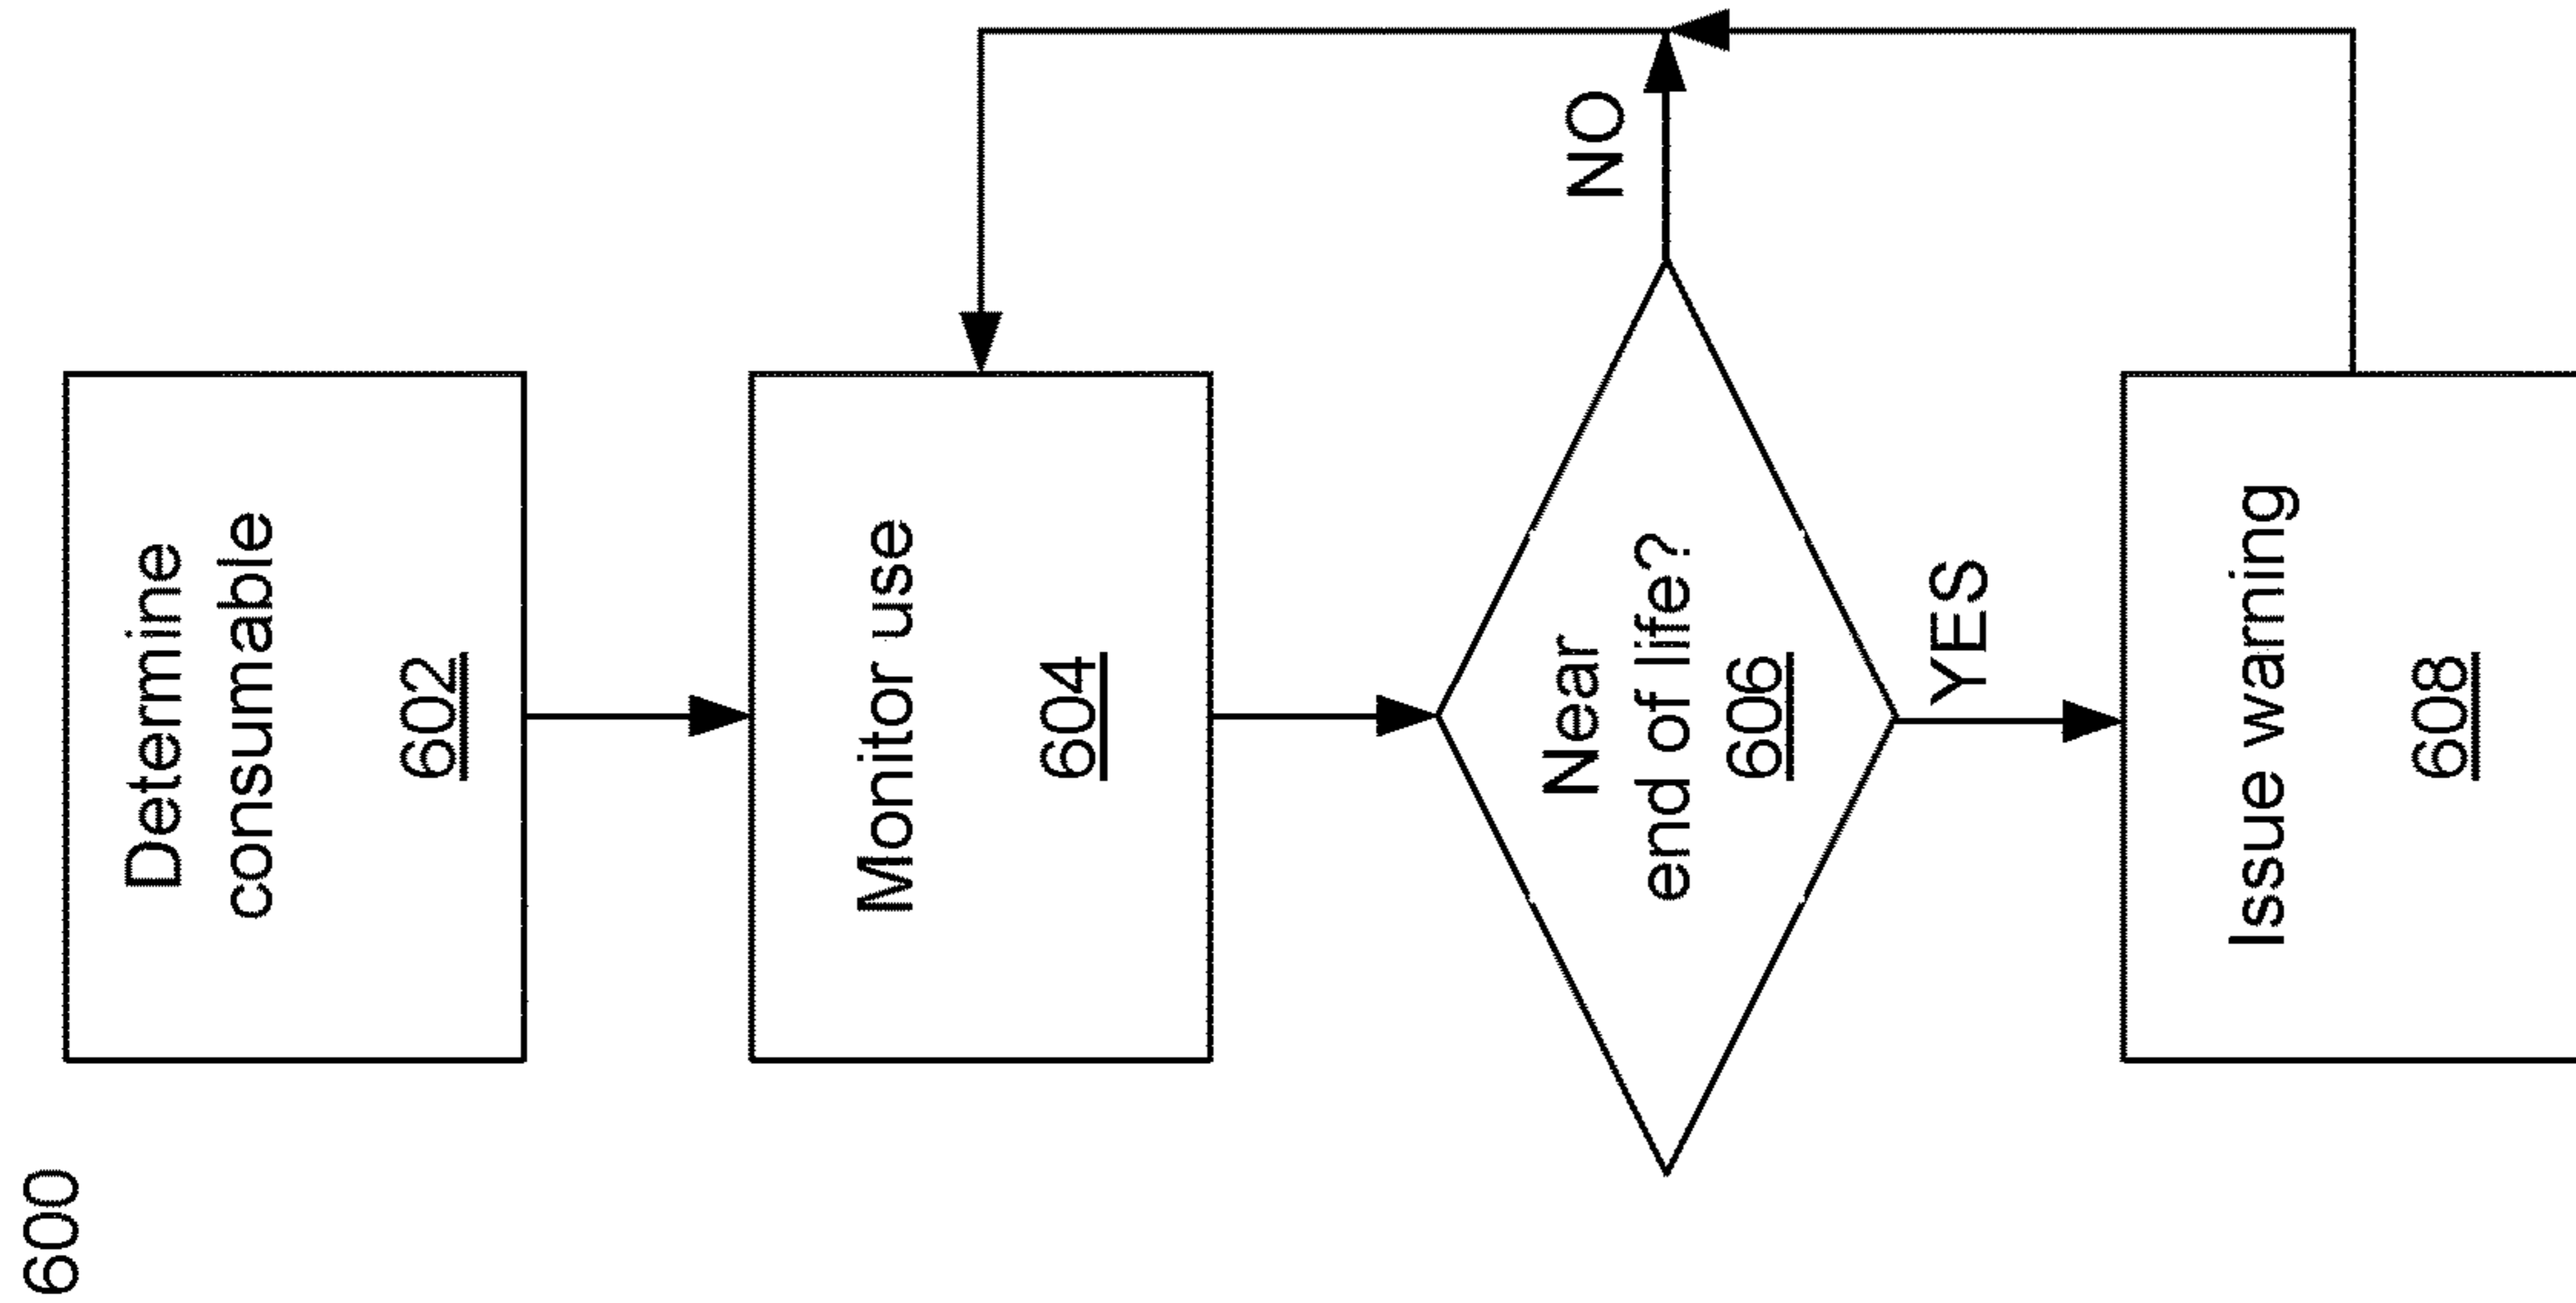 600
Determine
consumable
602
Monitor use
604
Near
end of life?
606
NO
YES
Issue warning
608